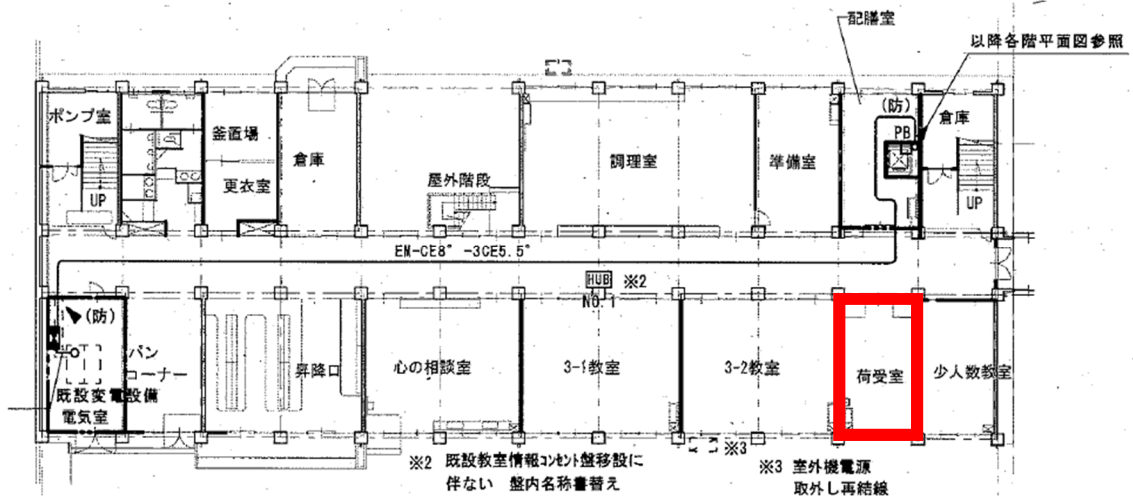 配膳室
以降各階平面図参照
(防)
PB
ポンプ室
釜置場
倉庫
調理室
準備室
倉庫
更衣室
屋外階段
UP
UP
EM-CE8° -3CE5.5°
HUB ※2
NO.1
(防)
パン
コーナー
昇降口
心の相談室
3-1教室
3-2教室
荷受室
少人数教室
既設変電設備
電気室
※3
※2 既設教室情報コンセント盤移設に
伴ない 盤内名称書替え
※3 室外機電源
取外し再結線